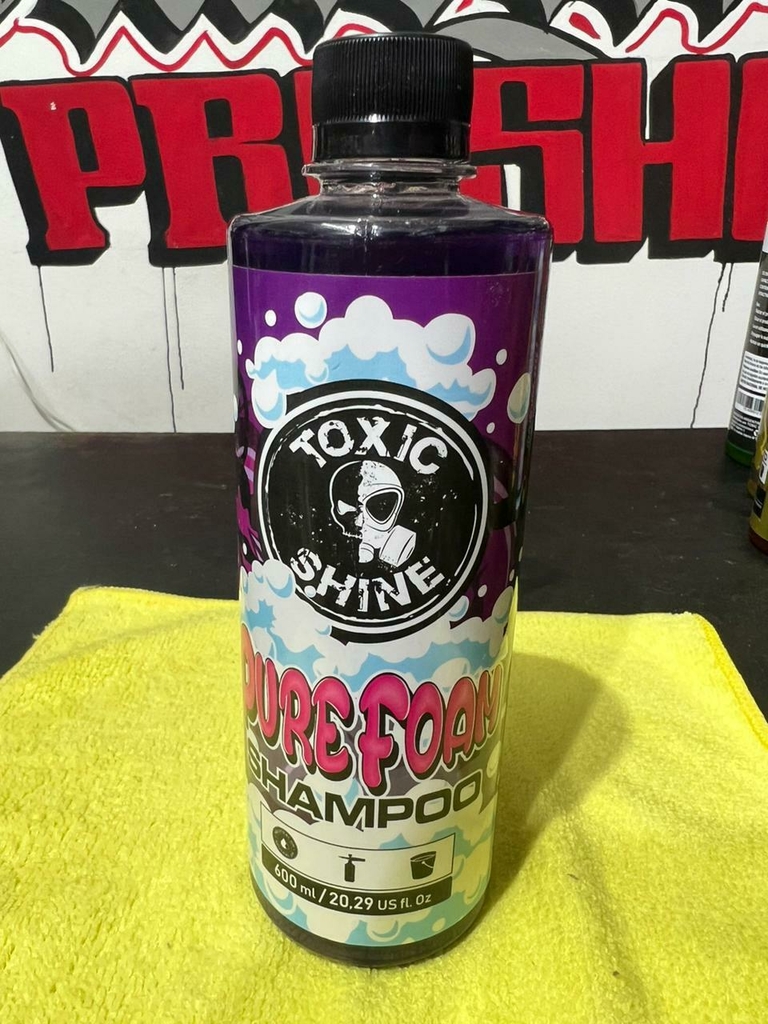 TOXIC
SHINE
PURE FOAM
SHAMPOO
600 ml / 20,29 US fl. Oz